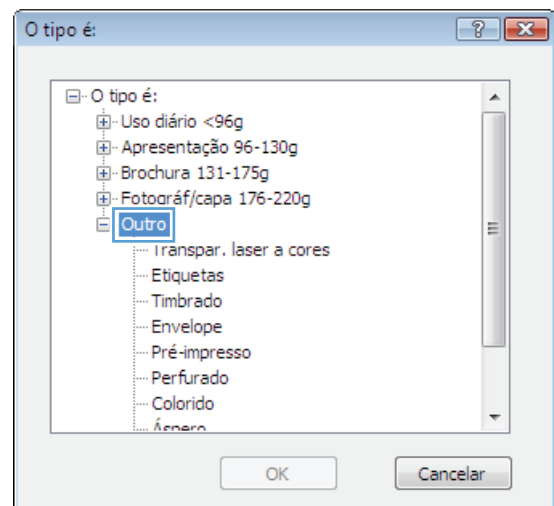 O tipo é:
O tipo é:
Uso diário <96g
Apresentação 96-130g
Brochura 131-175g
Fotográf/capa 176-220g
Outro
Transpar. laser a cores
Etiquetas
Timbrado
Envelope
Pré-impresso
Perfurado
Colorido
Áspero
OK
Cancelar